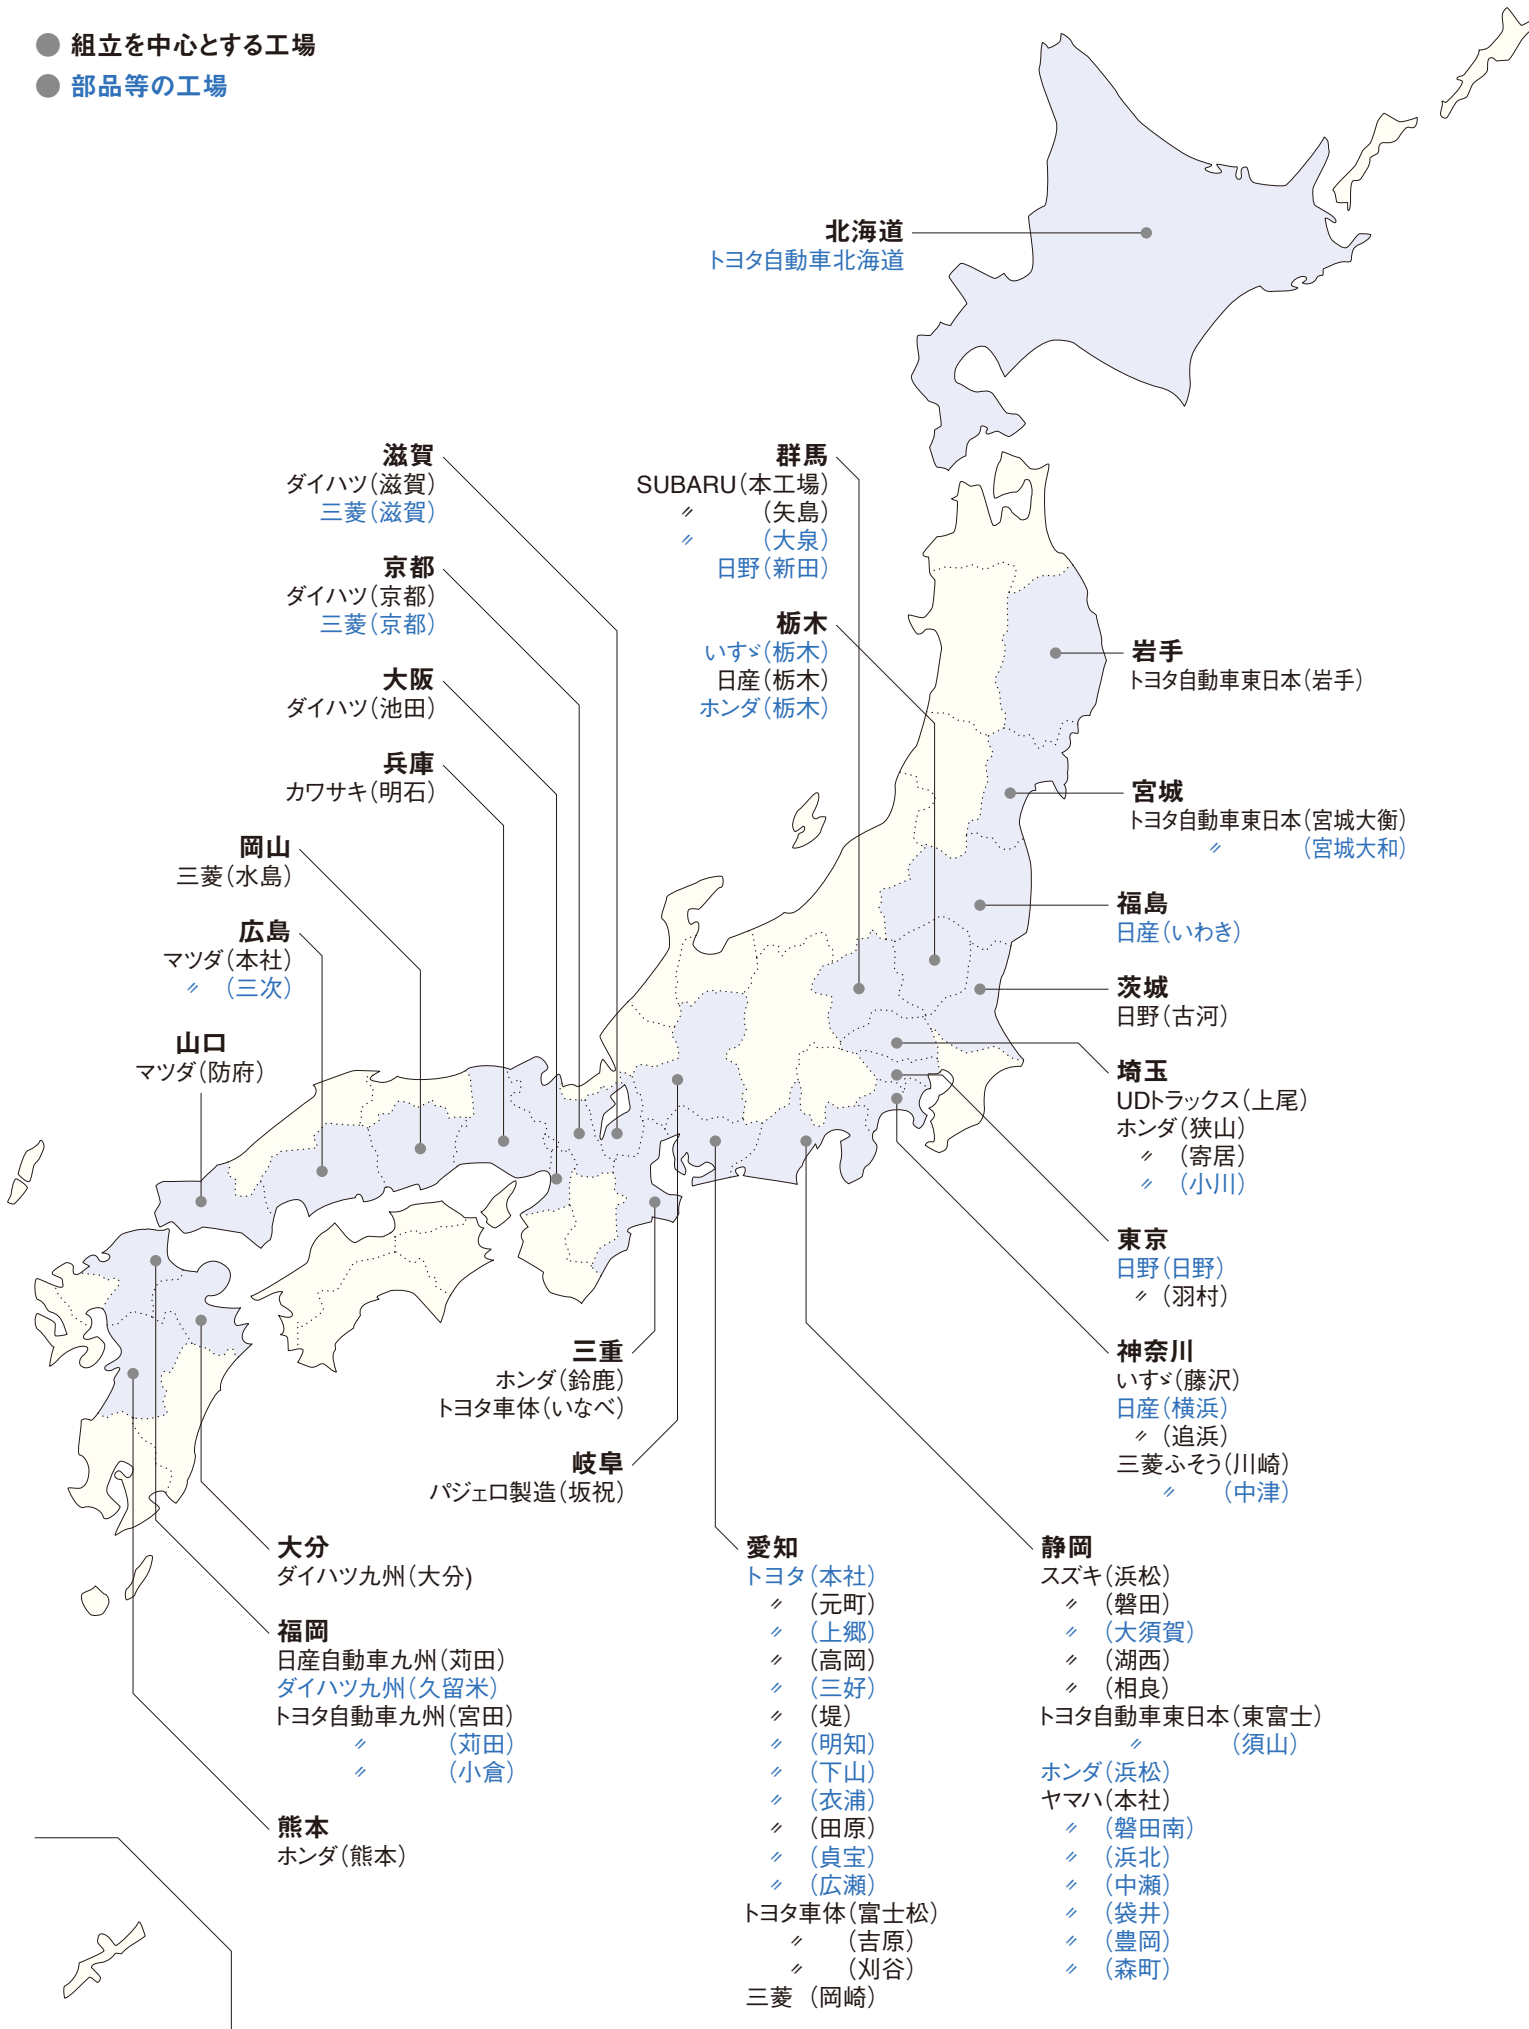 組立を中心とする工場
部品等の工場
北海道
トヨタ自動車北海道
滋賀
ダイハツ(滋賀)
三菱(滋賀)
京都
ダイハツ(京都)
三菱(京都)
大阪
ダイハツ(池田)
兵庫
カワサキ(明石)
岡山
三菱(水島)
広島
マツダ(本社)
〃 (三次)
山口
マツダ(防府)
群馬
SUBARU(本工場)
〃 (矢島)
〃 (大泉)
日野(新田)
栃木
いすゞ(栃木)
日産(栃木)
ホンダ(栃木)
岩手
トヨタ自動車東日本(岩手)
宮城
トヨタ自動車東日本(宮城大衡)
〃 (宮城大和)
福島
日産(いわき)
茨城
日野(古河)
埼玉
UDトラックス(上尾)
ホンダ(狭山)
〃 (寄居)
〃 (小川)
東京
日野(日野)
〃 (羽村)
神奈川
いすゞ(藤沢)
日産(横浜)
〃 (追浜)
三菱ふそう(川崎)
〃 (中津)
三重
ホンダ(鈴鹿)
トヨタ車体(いなべ)
岐阜
パジェロ製造(坂祝)
大分
ダイハツ九州(大分)
福岡
日産自動車九州(苅田)
ダイハツ九州(久留米)
トヨタ自動車九州(宮田)
〃 (苅田)
〃 (小倉)
熊本
ホンダ(熊本)
愛知
トヨタ(本社)
〃 (元町)
〃 (上郷)
〃 (高岡)
〃 (三好)
〃 (堤)
〃 (明知)
〃 (下山)
〃 (衣浦)
〃 (田原)
〃 (貞宝)
〃 (広瀬)
トヨタ車体(富士松)
〃 (吉原)
〃 (刈谷)
三菱 (岡崎)
静岡
スズキ(浜松)
〃 (磐田)
〃 (大須賀)
〃 (湖西)
〃 (相良)
トヨタ自動車東日本(東富士)
〃 (須山)
ホンダ(浜松)
ヤマハ(本社)
〃 (磐田南)
〃 (浜北)
〃 (中瀬)
〃 (袋井)
〃 (豊岡)
〃 (森町)